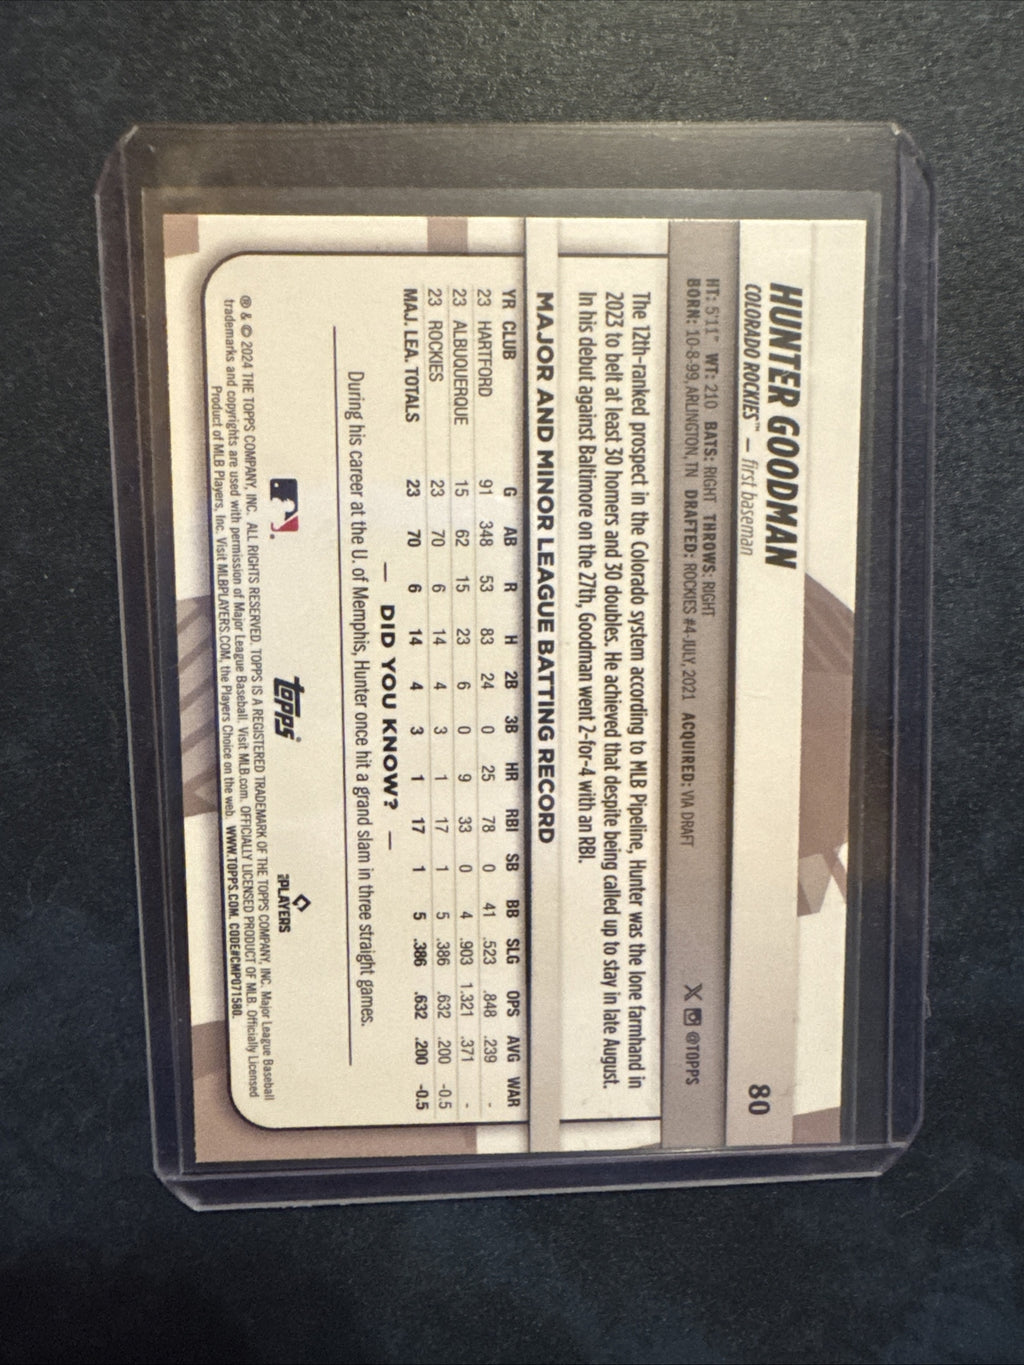 HUNTER GOODMAN
80
COLORADO ROCKIES™ — first baseman
HT: 5'11" WT: 210 BATS: RIGHT THROWS: RIGHT
BORN: 10-8-99, ARLINGTON, TN DRAFTED: ROCKIES #4-JULY, 2021 ACQUIRED: VIA DRAFT
@TOPPS
The 12th-ranked prospect in the Colorado system according to MLB Pipeline, Hunter was the lone farmhand in
2023 to belt at least 30 homers and 30 doubles. He achieved that despite being called up to stay in late August.
In his debut against Baltimore on the 27th, Goodman went 2-for-4 with an RBI.
MAJOR AND MINOR LEAGUE BATTING RECORD
YR CLUB G AB R H 2B 3B HR RBI SB BB SLG OPS AVG WAR
23 HARTFORD 91 348 53 83 24 0 25 78 0 41 .523 .848 .239 -
23 ALBUQUERQUE 15 62 15 23 6 0 9 33 0 4 .903 1.321 .371 -
23 ROCKIES 23 70 6 14 4 3 1 17 1 5 .386 .632 .200 -0.5
MAJ. LEA. TOTALS 23 70 6 14 4 3 1 17 1 5 .386 .632 .200 -0.5
— DID YOU KNOW? —
During his career at the U. of Memphis, Hunter once hit a grand slam in three straight games.
topps®
PLAYERS
® & © 2024 THE TOPPS COMPANY, INC. ALL RIGHTS RESERVED. TOPPS IS A REGISTERED TRADEMARK OF THE TOPPS COMPANY, INC. Major League Baseball
trademarks and copyrights are used with permission of Major League Baseball. Visit MLB.com. OFFICIALLY LICENSED PRODUCT OF MLB. Officially Licensed
Product of MLB Players, Inc. Visit MLBPLAYERS.COM, the Players Choice on the web. WWW.TOPPS.COM. CODE#CMP071580.